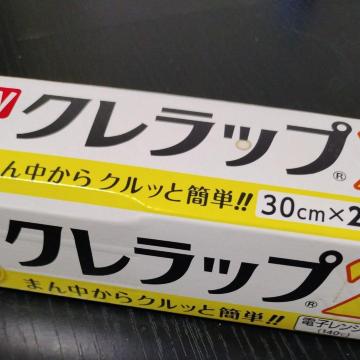 クレラップ®
まん中からクルッと簡単!! 30cm×2
クレラップ® 2
まん中からクルッと簡単!!
電子レンジ
(140℃)